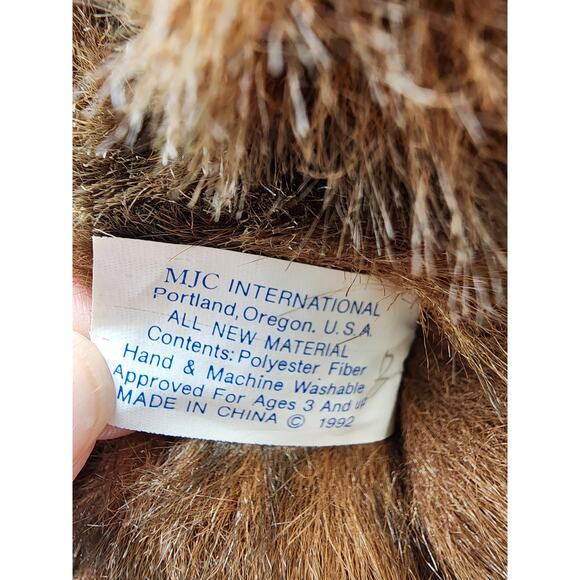 MJC INTERNATIONAL
Portland, Oregon. U.S.A.
ALL NEW MATERIAL
Contents: Polyester Fiber
Hand & Machine Washable
Approved For Ages 3 And up
MADE IN CHINA © 1992